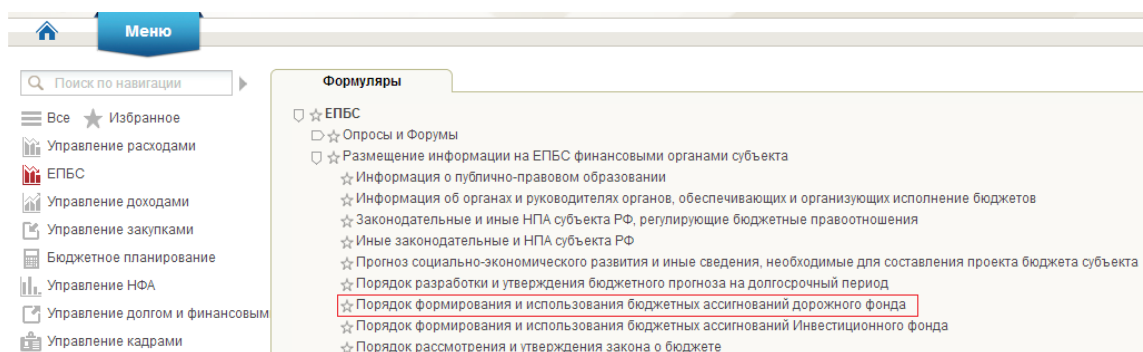 Меню
Поиск по навигации
Все Избранное
Управление расходами
ЕПБС
Управление доходами
Управление закупками
Бюджетное планирование
Управление НФА
Управление долгом и финансовым
Управление кадрами
Формуляры
ЕПБС
Опросы и Форумы
Размещение информации на ЕПБС финансовыми органами субъекта
Информация о публично-правовом образовании
Информация об органах и руководителях органов, обеспечивающих и организующих исполнение бюджетов
Законодательные и иные НПА субъекта РФ, регулирующие бюджетные правоотношения
Иные законодательные и НПА субъекта РФ
Прогноз социально-экономического развития и иные сведения, необходимые для составления проекта бюджета субъекта
Порядок разработки и утверждения бюджетного прогноза на долгосрочный период
Порядок формирования и использования бюджетных ассигнований дорожного фонда
Порядок формирования и использования бюджетных ассигнований Инвестиционного фонда
Порядок рассмотрения и утверждения закона о бюджете